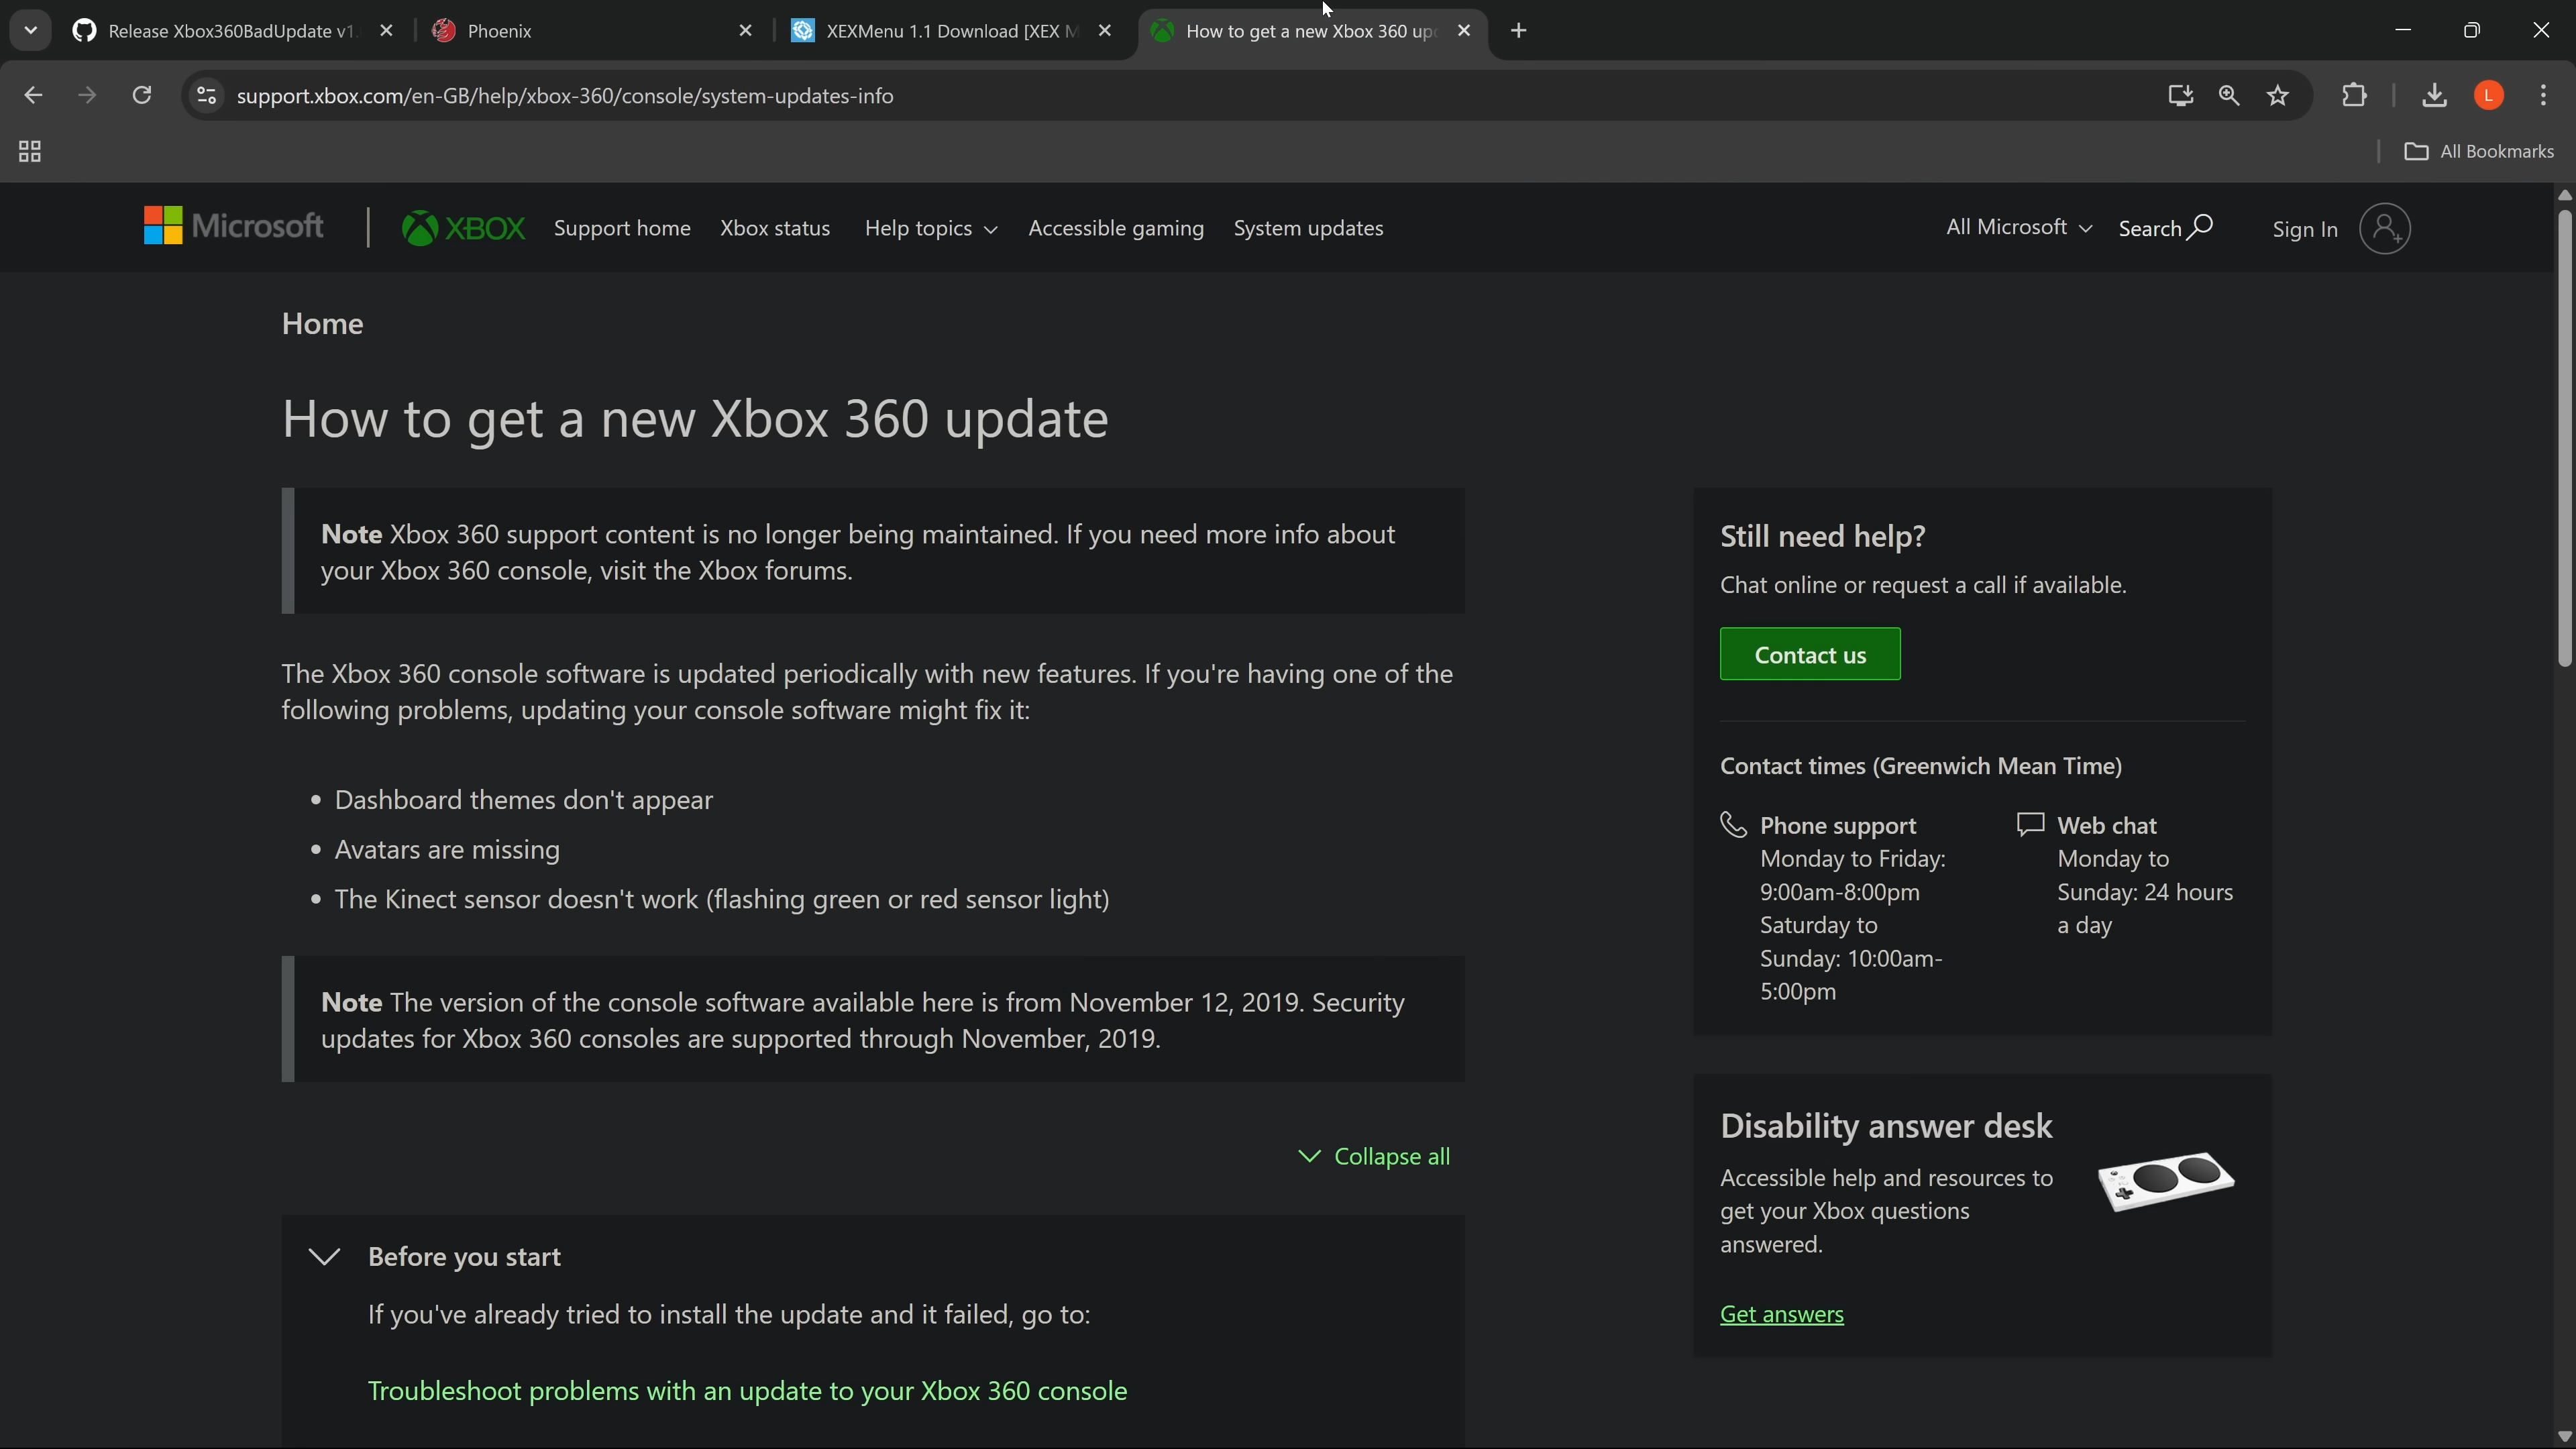 Release Xbox360BadUpdate v1.
Phoenix
XEXMenu 1.1 Download [XEX M
How to get a new Xbox 360 upd
support.xbox.com/en-GB/help/xbox-360/console/system-updates-info
L
All Bookmarks
Microsoft
XBOX
Support home
Xbox status
Help topics
Accessible gaming
System updates
All Microsoft
Search
Sign In
Home
How to get a new Xbox 360 update
Note Xbox 360 support content is no longer being maintained. If you need more info about
your Xbox 360 console, visit the Xbox forums.
The Xbox 360 console software is updated periodically with new features. If you're having one of the
following problems, updating your console software might fix it:
• Dashboard themes don't appear
• Avatars are missing
• The Kinect sensor doesn't work (flashing green or red sensor light)
Note The version of the console software available here is from November 12, 2019. Security
updates for Xbox 360 consoles are supported through November, 2019.
Collapse all
Before you start
If you've already tried to install the update and it failed, go to:
Troubleshoot problems with an update to your Xbox 360 console
Still need help?
Chat online or request a call if available.
Contact us
Contact times (Greenwich Mean Time)
Phone support
Monday to Friday:
9:00am-8:00pm
Saturday to
Sunday: 10:00am-
5:00pm
Web chat
Monday to
Sunday: 24 hours
a day
Disability answer desk
Accessible help and resources to
get your Xbox questions
answered.
Get answers